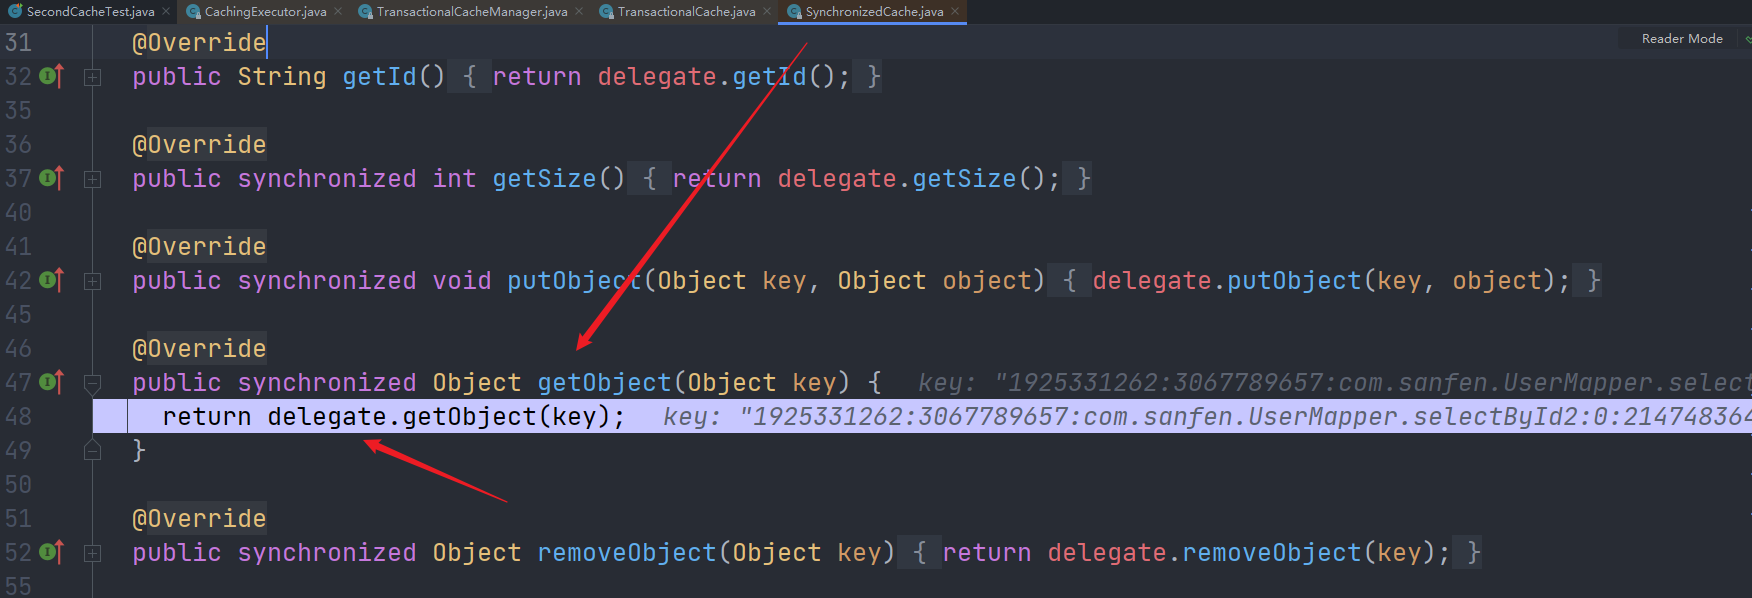 SecondCacheTest.java CachingExecutor.java TransactionalCacheManager.java TransactionalCache.java SynchronizedCache.java
31 @Override Reader Mode
32 public String getId() { return delegate.getId(); }
35
36 @Override
37 public synchronized int getSize() { return delegate.getSize(); }
40
41 @Override
42 public synchronized void putObject(Object key, Object object) { delegate.putObject(key, object); }
45
46 @Override
47 public synchronized Object getObject(Object key) { key: "1925331262:3067789657:com.sanfen.UserMapper.select
48 return delegate.getObject(key); key: "1925331262:3067789657:com.sanfen.UserMapper.selectById2:0:214748364
49 }
50
51 @Override
52 public synchronized Object removeObject(Object key) { return delegate.removeObject(key); }
55